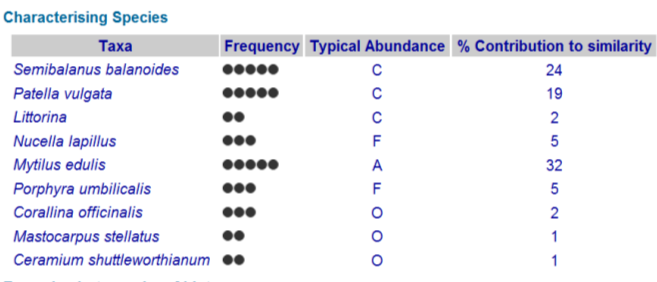 Characterising Species
Taxa Frequency Typical Abundance % Contribution to similarity
Semibalanus balanoides ●●●●● C 24
Patella vulgata ●●●●● C 19
Littorina ●● C 2
Nucella lapillus ●●● F 5
Mytilus edulis ●●●●● A 32
Porphyra umbilicalis ●●● F 5
Corallina officinalis ●●● O 2
Mastocarpus stellatus ●● O 1
Ceramium shuttleworthianum ●● O 1